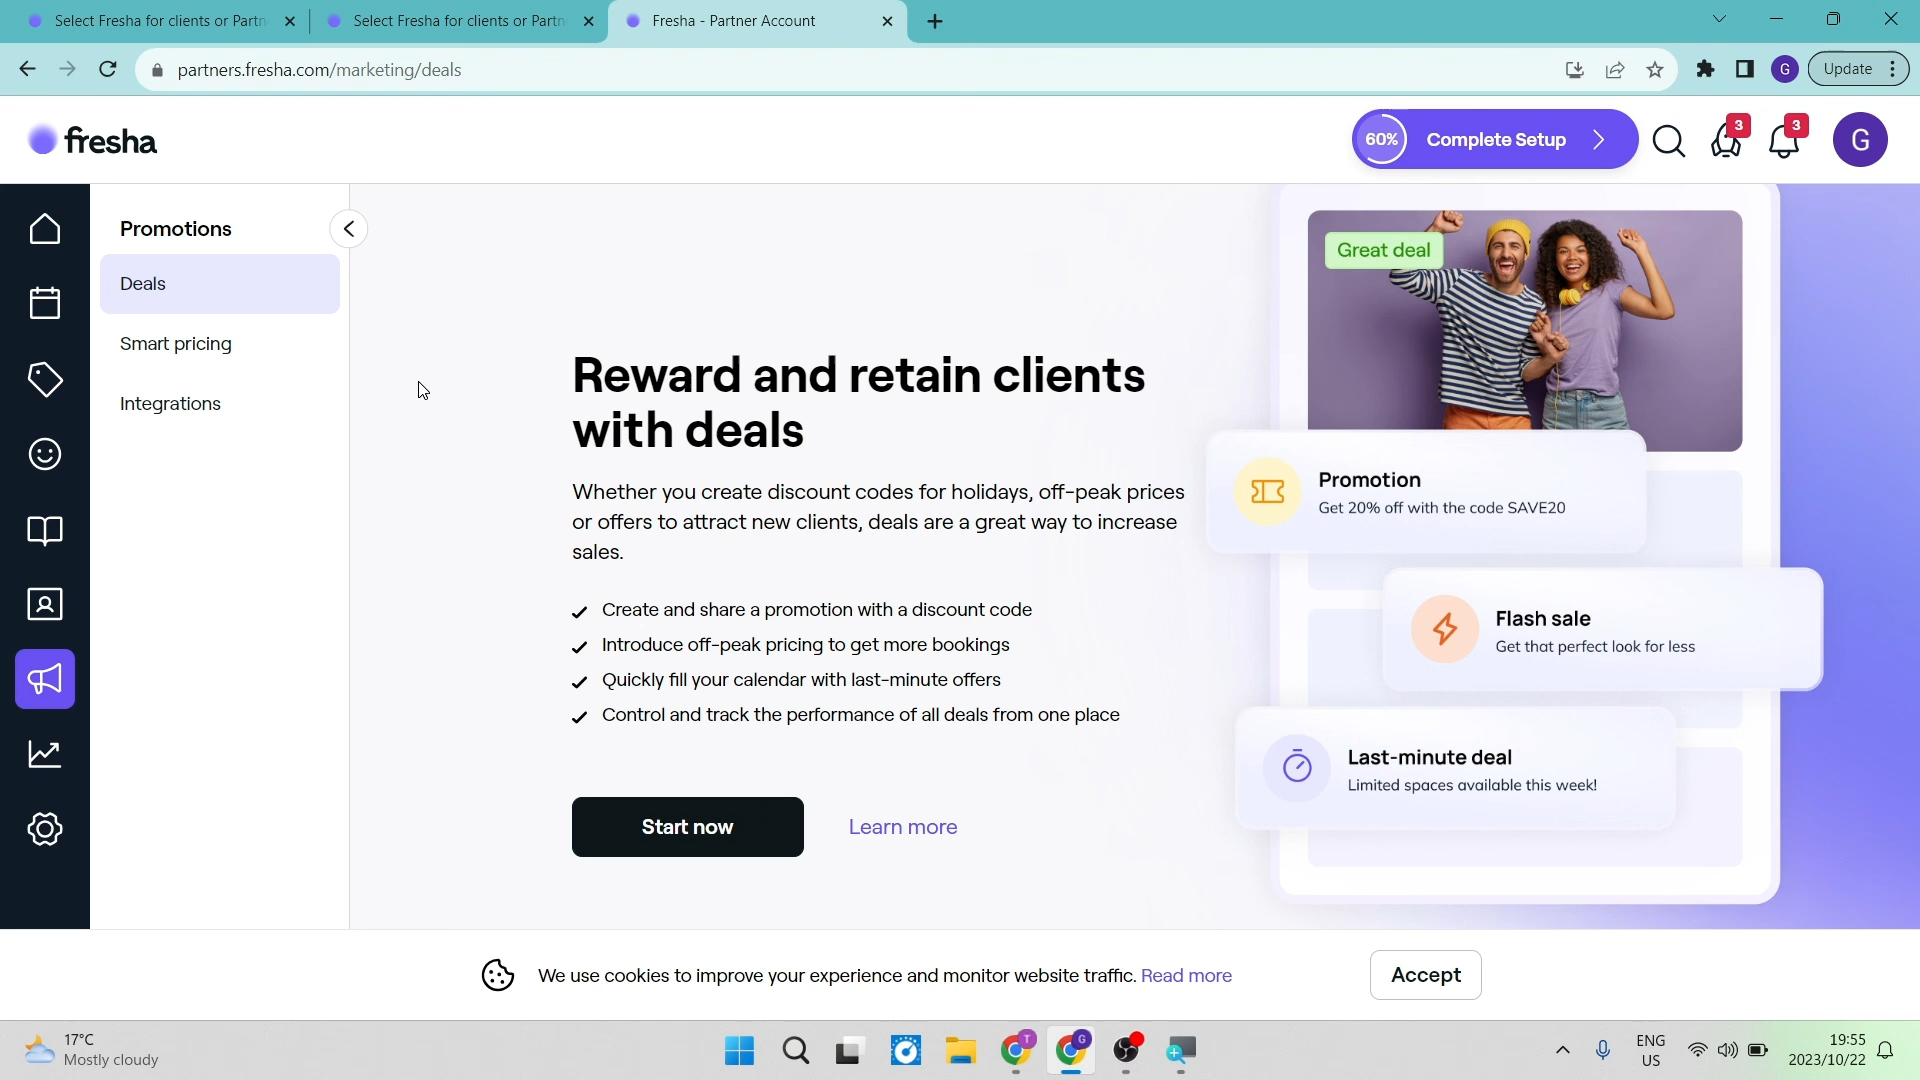 Select Fresha for clients or Partn
Select Fresha for clients or Partn
Fresha - Partner Account
partners.fresha.com/marketing/deals
G
Update
fresha
60%
Complete Setup
3
3
G
Promotions
Deals
Smart pricing
Integrations
Reward and retain clients
with deals
Whether you create discount codes for holidays, off-peak prices
or offers to attract new clients, deals are a great way to increase
sales.
Create and share a promotion with a discount code
Introduce off-peak pricing to get more bookings
Quickly fill your calendar with last-minute offers
Control and track the performance of all deals from one place
Start now
Learn more
Great deal
Promotion
Get 20% off with the code SAVE20
Flash sale
Get that perfect look for less
Last-minute deal
Limited spaces available this week!
We use cookies to improve your experience and monitor website traffic. Read more
Accept
17°C
Mostly cloudy
T
G
ENG
US
19:55
2023/10/22